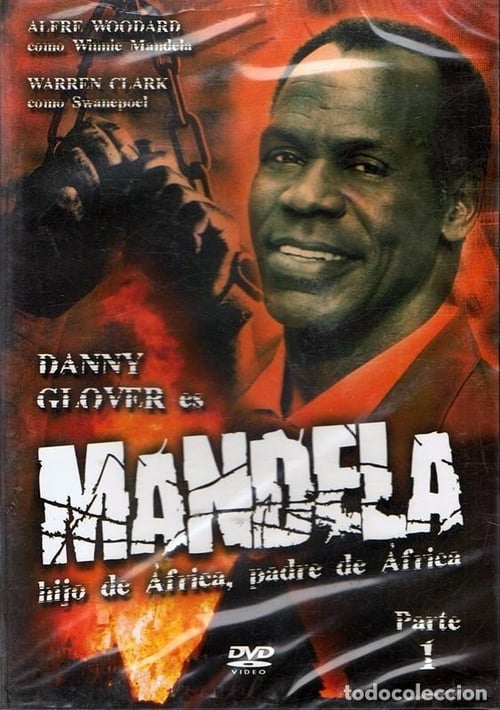 ALFRE WOODARD
como Winnie Mandela
WARREN CLARK
como Swanepoel
DANNY
GLOVER es
MANDELA
hijo de África, padre de África
Parte
1
DVD
VIDEO
todocoleccion